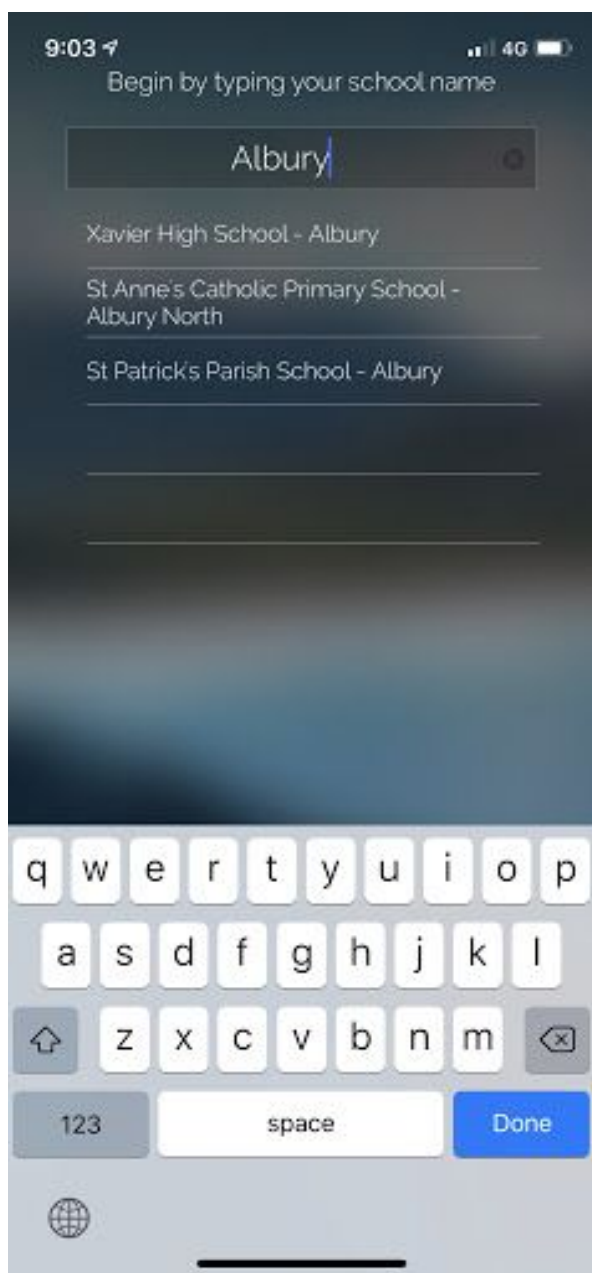 9:03 4G
Begin by typing your school name
Albury
Xavier High School - Albury
St Anne's Catholic Primary School -
Albury North
St Patrick's Parish School - Albury
q w e r t y u i o p
a s d f g h j k l
z x c v b n m
123 space Done